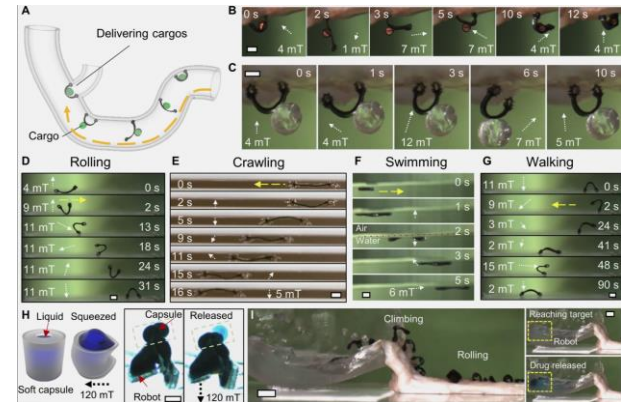 A
Delivering cargos
Cargo
B
0 s
2 s
3 s
5 s
10 s
12 s
4 mT
1 mT
7 mT
7 mT
4 mT
4 mT
C
0 s
1 s
3 s
6 s
10 s
4 mT
4 mT
12 mT
7 mT
5 mT
D
Rolling
4 mT
0 s
9 mT
2 s
11 mT
13 s
11 mT
18 s
11 mT
24 s
11 mT
31 s
E
Crawling
0 s
2 s
5 s
9 s
11 s
15 s
16 s
5 mT
F
Swimming
0 s
1 s
Air
2 s
Water
3 s
6 mT
5 s
G
Walking
11 mT
0 s
9 mT
2 s
3 mT
24 s
2 mT
41 s
15 mT
48 s
2 mT
90 s
H
Liquid
Squeezed
Soft capsule
120 mT
Capsule
Released
Robot
120 mT
I
Climbing
Rolling
Reaching target
Robot
Drug released